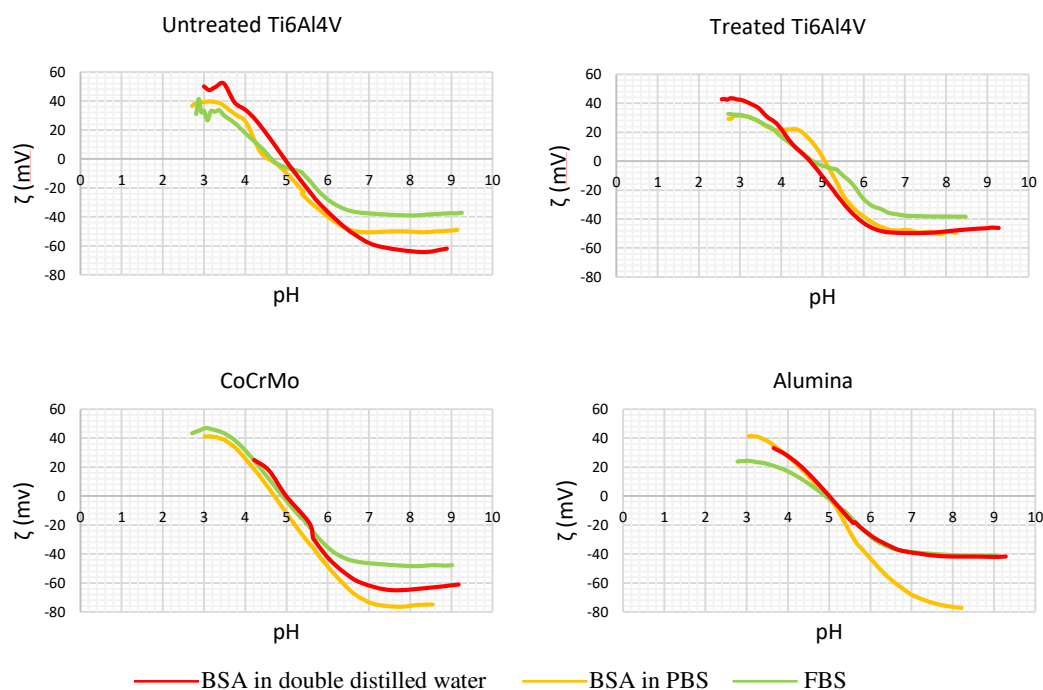 Untreated Ti6Al4V
60
40
20
0
-20
-40
-60
-80
0 1 2 3 4 5 6 7 8 9 10
ζ (mV)
pH
Treated Ti6Al4V
60
40
20
0
-20
-40
-60
-80
0 1 2 3 4 5 6 7 8 9 10
ζ (mV)
pH
CoCrMo
60
40
20
0
-20
-40
-60
-80
0 1 2 3 4 5 6 7 8 9 10
ζ (mv)
pH
Alumina
60
40
20
0
-20
-40
-60
-80
0 1 2 3 4 5 6 7 8 9 10
ζ (mV)
pH
BSA in double distilled water BSA in PBS FBS